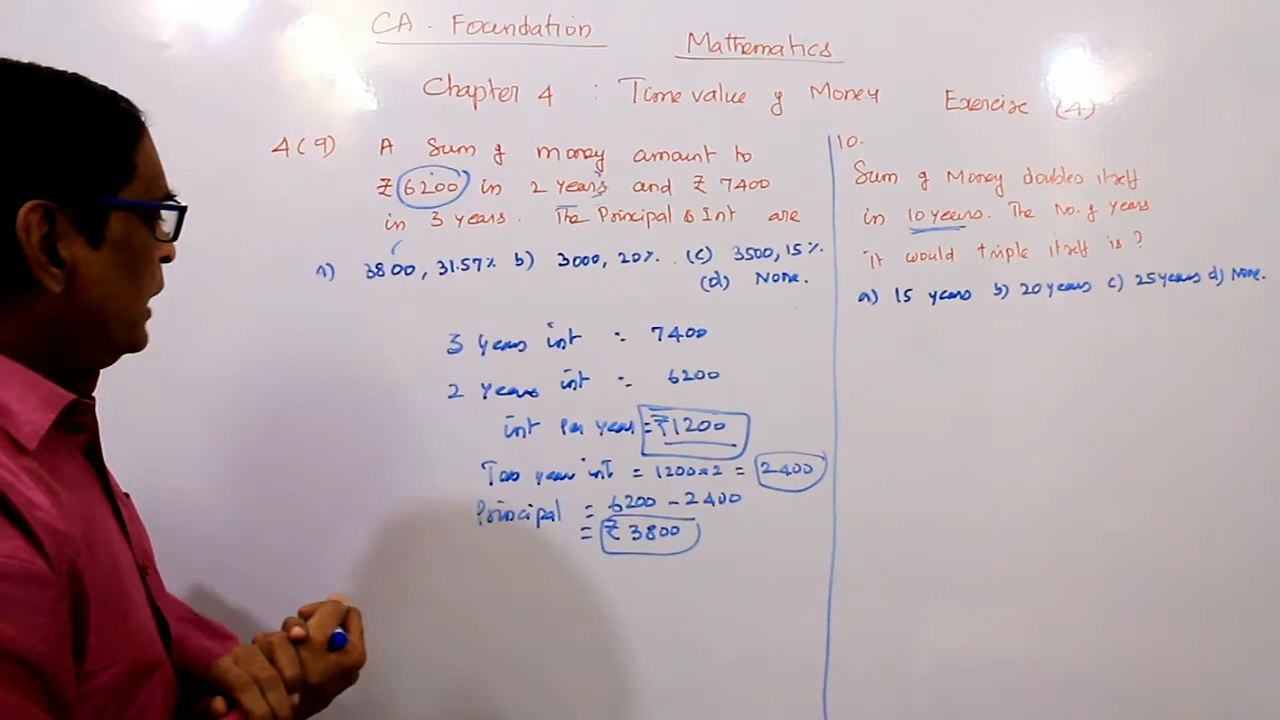 CA. Foundation
Mathematics
Chapter 4 : Time value of Money Exercise (4)
4(9) A Sum of money amount to
₹ 6200 in 2 years and ₹ 7400
in 3 years. The Principal & Int are
a) 3800, 31.57% b) 3000, 20%. (c) 3500, 15%.
(d) None.
3 years int : 7400
2 years int : 6200
int Per year = ₹1200
Two year int = 1200×2 = 2400
Principal = 6200 - 2400
= ₹ 3800
10.
Sum of Money doubles itself
in 10 years. The No. of years
it would triple itself is?
a) 15 years b) 20 years c) 25 years d) None.